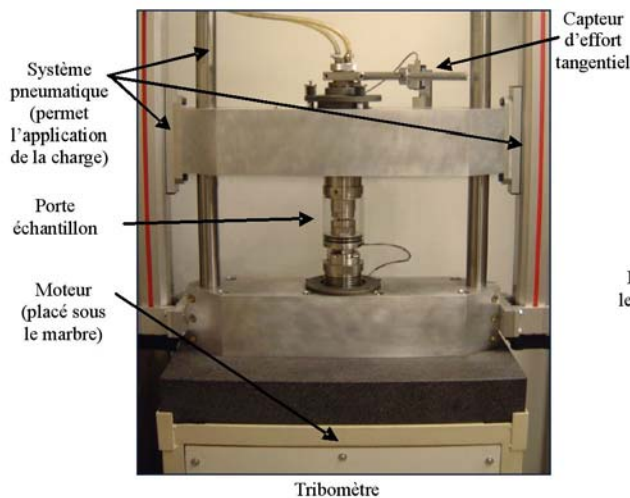 Capteur
d'effort
tangentiel
Système
pneumatique
(permet
l'application
de la charge)
Porte
échantillon
Moteur
(placé sous
le marbre)
Tribomètre